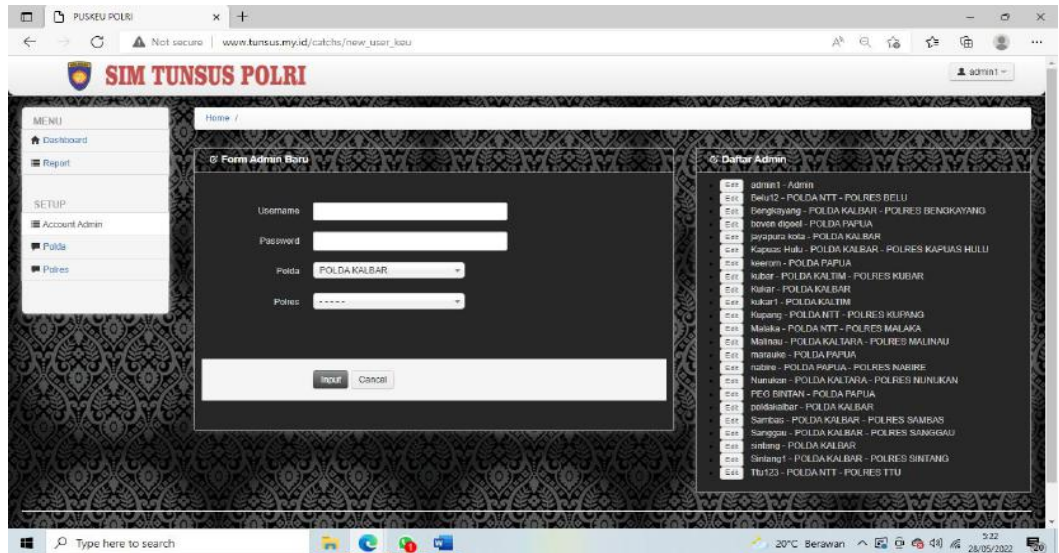 PUSKEU POLRI
Not secure | www.tunsus.my.id/catchs/new_user_keu
SIM TUNSUS POLRI
admin1
MENU
Dashboard
Report
SETUP
Account Admin
Polda
Polres
Home /
Form Admin Baru
Username
Password
Polda
POLDA KALBAR
Polres
-----
Input
Cancel
Daftar Admin
Edit admin1 - Admin
Edit Belu12 - POLDA NTT - POLRES BELU
Edit Bengkayang - POLDA KALBAR - POLRES BENGKAYANG
Edit boven digoel - POLDA PAPUA
Edit jayapura kota - POLDA KALBAR
Edit Kapuas Hulu - POLDA KALBAR - POLRES KAPUAS HULU
Edit keerom - POLDA PAPUA
Edit kubar - POLDA KALTIM - POLRES KUBAR
Edit Kukar - POLDA KALBAR
Edit kukar1 - POLDA KALTIM
Edit Kupang - POLDA NTT - POLRES KUPANG
Edit Malaka - POLDA NTT - POLRES MALAKA
Edit Malinau - POLDA KALTARA - POLRES MALINAU
Edit marauke - POLDA PAPUA
Edit nabire - POLDA PAPUA - POLRES NABIRE
Edit Nunukan - POLDA KALTARA - POLRES NUNUKAN
Edit PEG BINTAN - POLDA PAPUA
Edit poldakalbar - POLDA KALBAR
Edit Sambas - POLDA KALBAR - POLRES SAMBAS
Edit Sanggau - POLDA KALBAR - POLRES SANGGAU
Edit sintang - POLDA KALBAR
Edit Sintang1 - POLDA KALBAR - POLRES SINTANG
Edit Ttu123 - POLDA NTT - POLRES TTU
Type here to search
20°C Berawan
5:22
28/05/2022
20